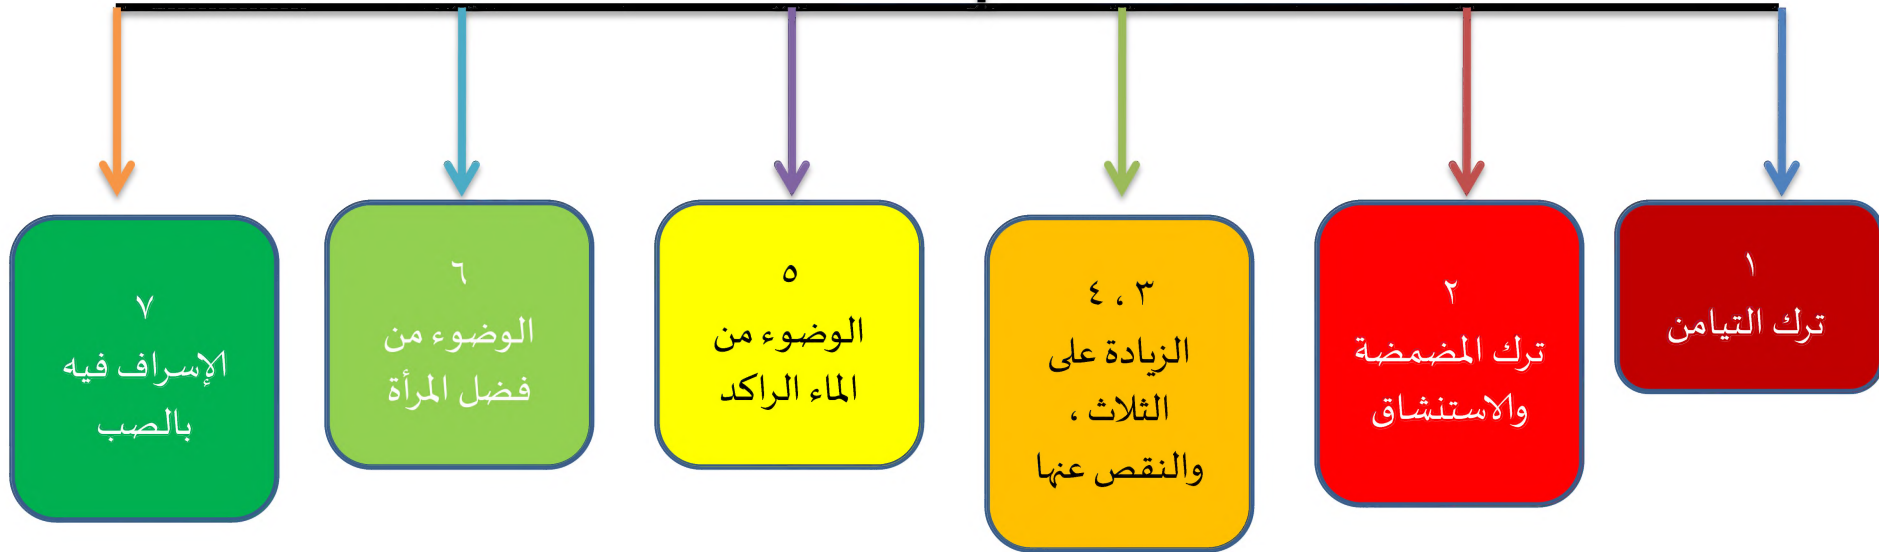 ١
ترك التيامن
٢
ترك المضمضة
والاستنشاق
٣ ، ٤
الزيادة على
الثلاث ،
والنقص عنها
٥
الوضوء من
الماء الراكد
٦
الوضوء من
فضل المرأة
٧
الإسراف فيه
بالصب